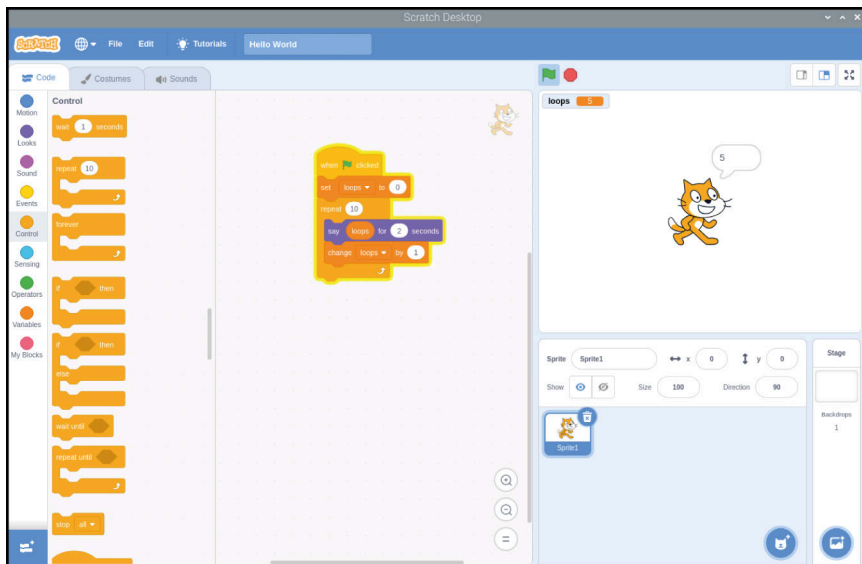 Scratch Desktop
SCRATCH File Edit Tutorials Hello World
Code Costumes Sounds
Motion
Looks
Sound
Events
Control
Sensing
Operators
Variables
My Blocks
Control
wait 1 seconds
repeat 10
forever
if then
if then
else
wait until
repeat until
stop all
when clicked
set loops to 0
repeat 10
say loops for 2 seconds
change loops by 1
loops 5
5
Sprite Sprite1 x 0 y 0
Show Size 100 Direction 90
Sprite1
Stage
Backdrops
1